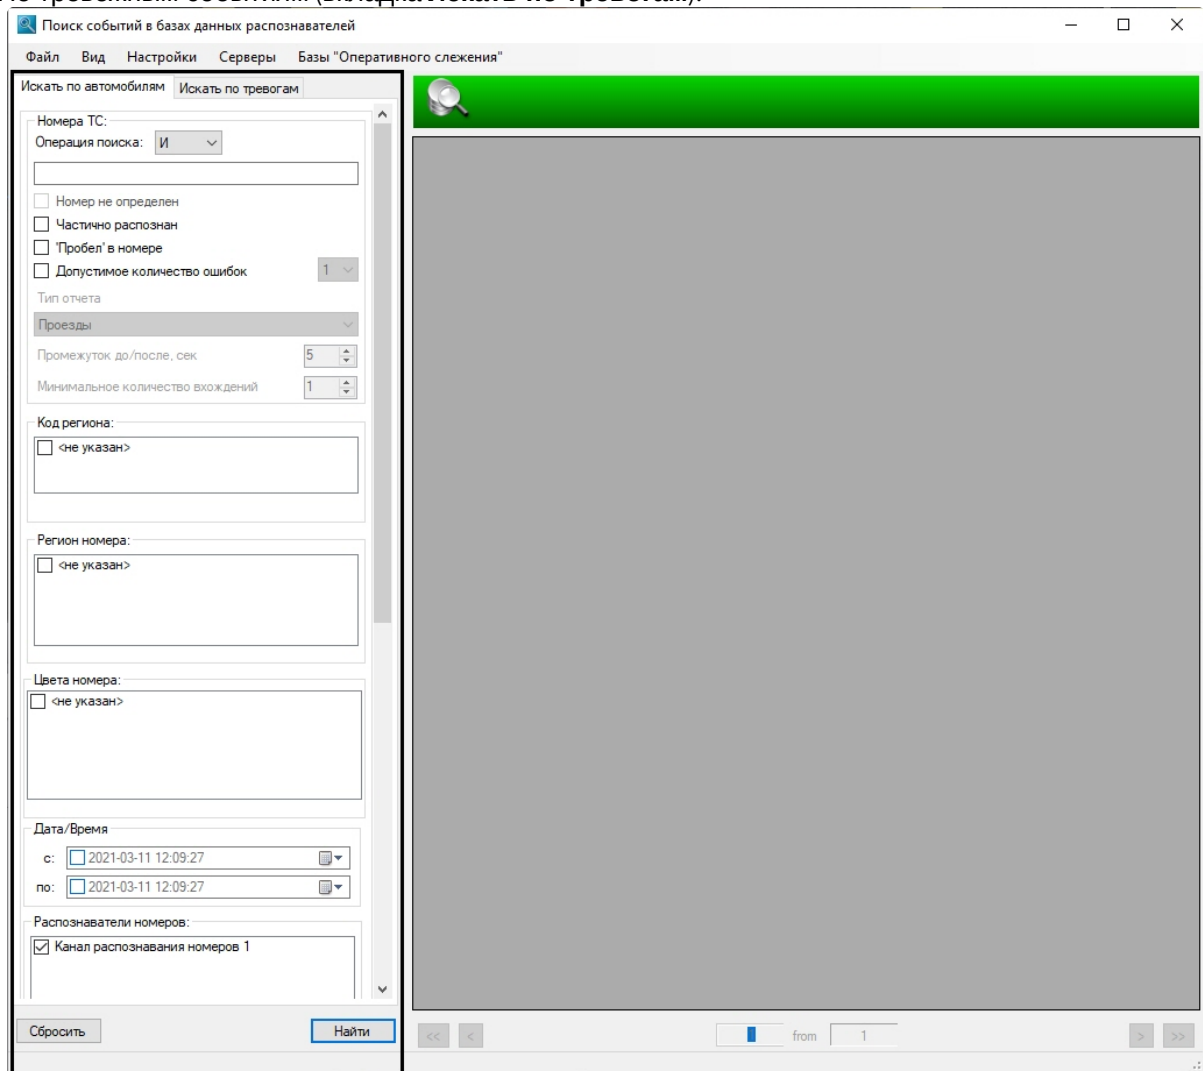 Поиск событий в базах данных распознавателей
Файл Вид Настройки Серверы Базы "Оперативного слежения"
Искать по автомобилям Искать по тревогам
Номера ТС:
Операция поиска: И
Номер не определен
Частично распознан
'Пробел' в номере
Допустимое количество ошибок 1
Тип отчета
Проезды
Промежуток до/после, сек 5
Минимальное количество вхождений 1
Код региона:
<не указан>
Регион номера:
<не указан>
Цвета номера:
<не указан>
Дата/Время
с: 2021-03-11 12:09:27
по: 2021-03-11 12:09:27
Распознаватели номеров:
Канал распознавания номеров 1
Сбросить Найти
<< < from 1 > >>